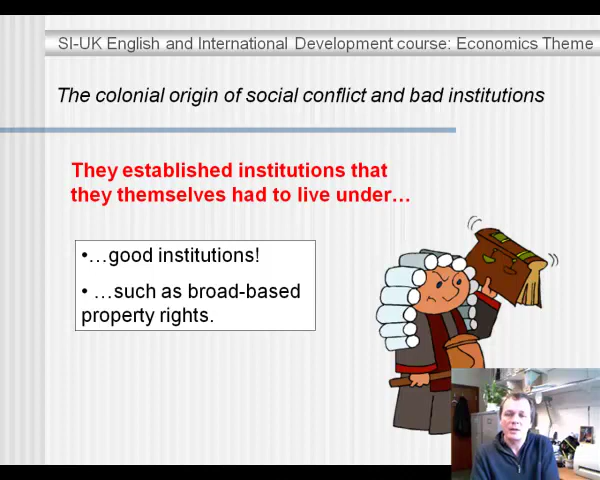 SI-UK English and International Development course: Economics Theme
The colonial origin of social conflict and bad institutions
They established institutions that
they themselves had to live under…
•…good institutions!
• …such as broad-based
property rights.